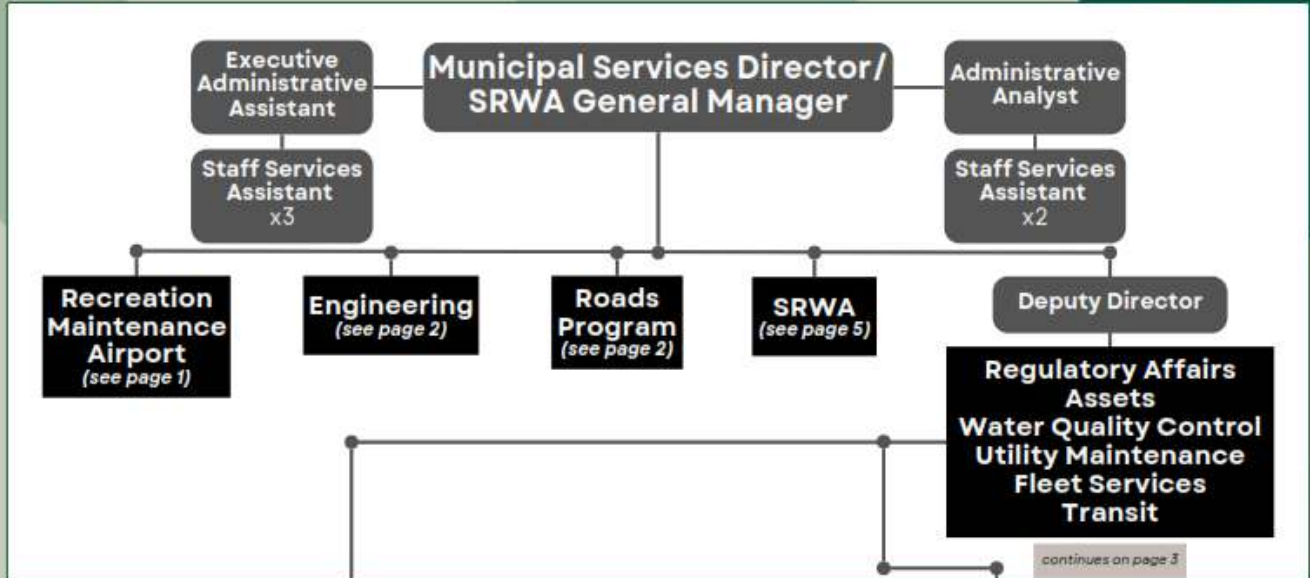 Executive
Administrative
Assistant
Municipal Services Director/
SRWA General Manager
Administrative
Analyst
Staff Services
Assistant
x3
Staff Services
Assistant
x2
Recreation
Maintenance
Airport
(see page 1)
Engineering
(see page 2)
Roads
Program
(see page 2)
SRWA
(see page 5)
Deputy Director
Regulatory Affairs
Assets
Water Quality Control
Utility Maintenance
Fleet Services
Transit
continues on page 3